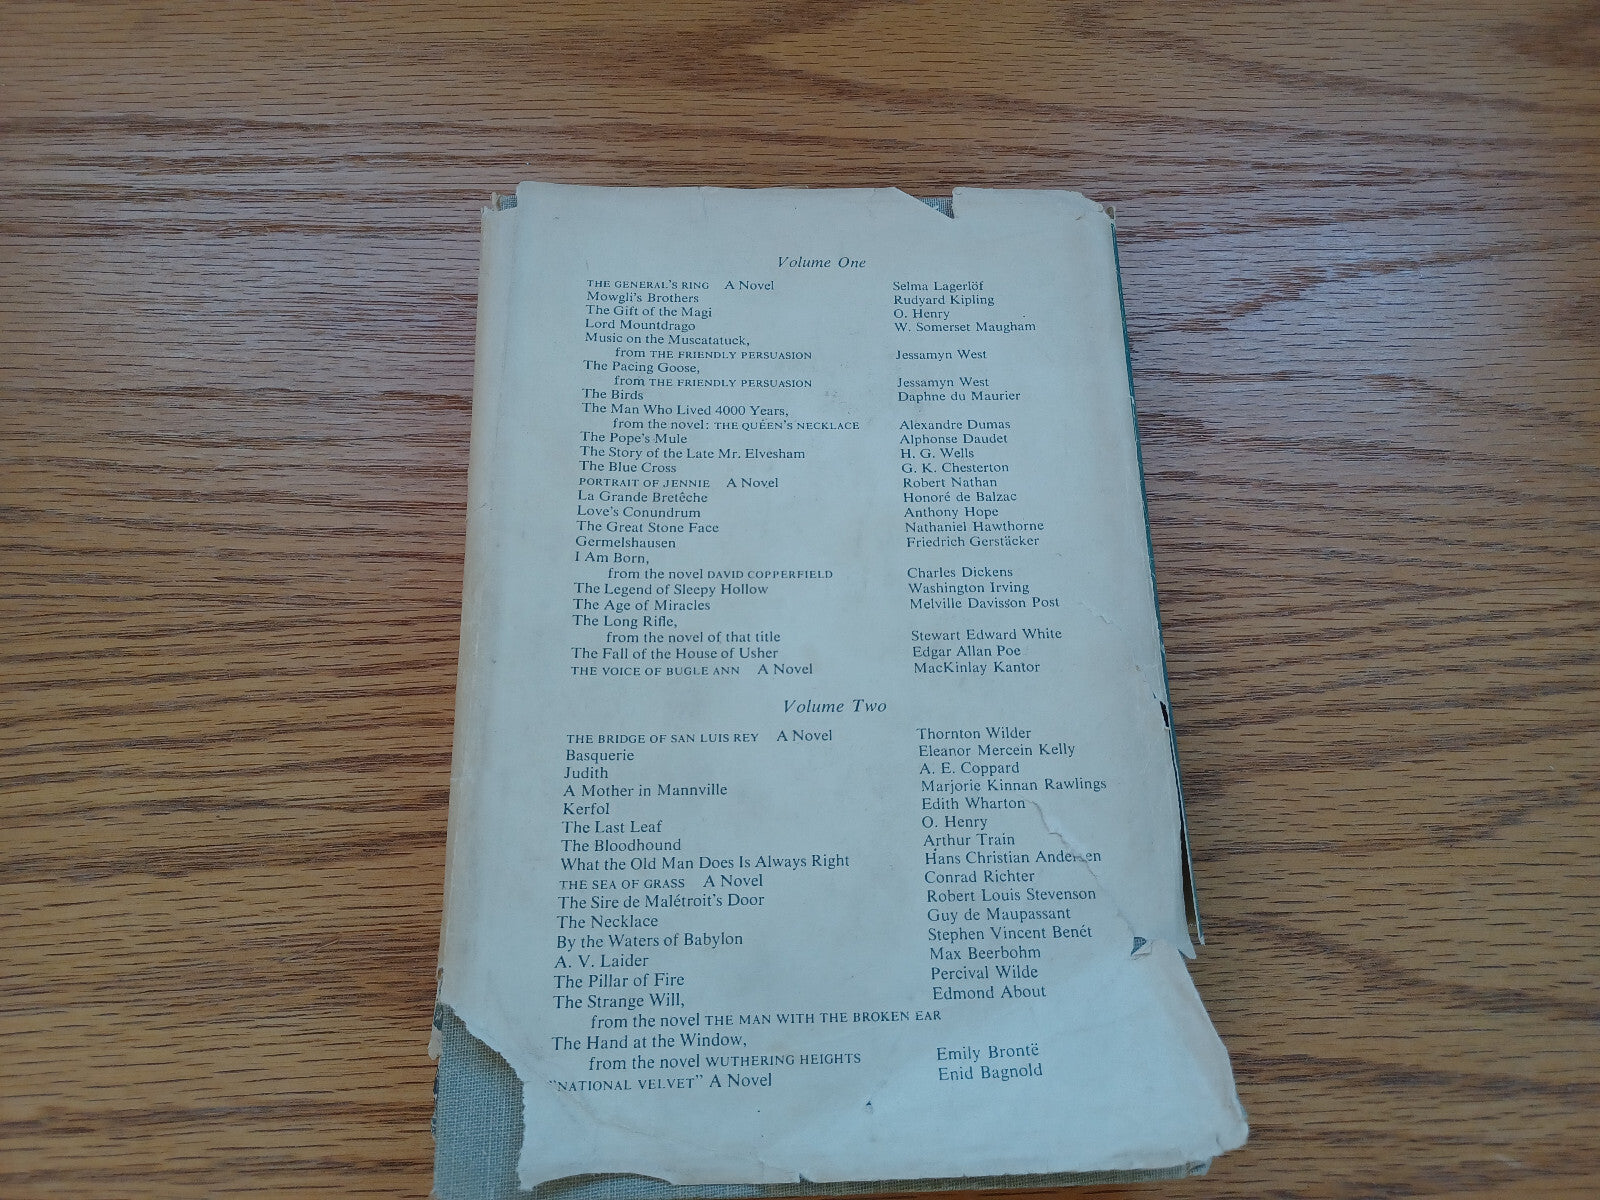 Volume One
THE GENERAL'S RING A Novel Selma Lagerlöf
Mowgli's Brothers Rudyard Kipling
The Gift of the Magi O. Henry
Lord Mountdrago W. Somerset Maugham
Music on the Muscatatuck,
from THE FRIENDLY PERSUASION Jessamyn West
The Pacing Goose,
from THE FRIENDLY PERSUASION Jessamyn West
The Birds Daphne du Maurier
The Man Who Lived 4000 Years,
from the novel: THE QUEEN'S NECKLACE Alexandre Dumas
The Pope's Mule Alphonse Daudet
The Story of the Late Mr. Elvesham H. G. Wells
The Blue Cross G. K. Chesterton
PORTRAIT OF JENNIE A Novel Robert Nathan
La Grande Bretêche Honoré de Balzac
Love's Conundrum Anthony Hope
The Great Stone Face Nathaniel Hawthorne
Germelshausen Friedrich Gerstäcker
I Am Born,
from the novel DAVID COPPERFIELD Charles Dickens
The Legend of Sleepy Hollow Washington Irving
The Age of Miracles Melville Davisson Post
The Long Rifle,
from the novel of that title Stewart Edward White
The Fall of the House of Usher Edgar Allan Poe
THE VOICE OF BUGLE ANN A Novel MacKinlay Kantor
Volume Two
THE BRIDGE OF SAN LUIS REY A Novel Thornton Wilder
Basquerie Eleanor Mercein Kelly
Judith A. E. Coppard
A Mother in Mannville Marjorie Kinnan Rawlings
Kerfol Edith Wharton
The Last Leaf O. Henry
The Bloodhound Arthur Train
What the Old Man Does Is Always Right Hans Christian Andersen
THE SEA OF GRASS A Novel Conrad Richter
The Sire de Malétroit's Door Robert Louis Stevenson
The Necklace Guy de Maupassant
By the Waters of Babylon Stephen Vincent Benét
A. V. Laider Max Beerbohm
The Pillar of Fire Percival Wilde
The Strange Will, Edmond About
from the novel THE MAN WITH THE BROKEN EAR
The Hand at the Window,
from the novel WUTHERING HEIGHTS Emily Brontë
"NATIONAL VELVET" A Novel Enid Bagnold